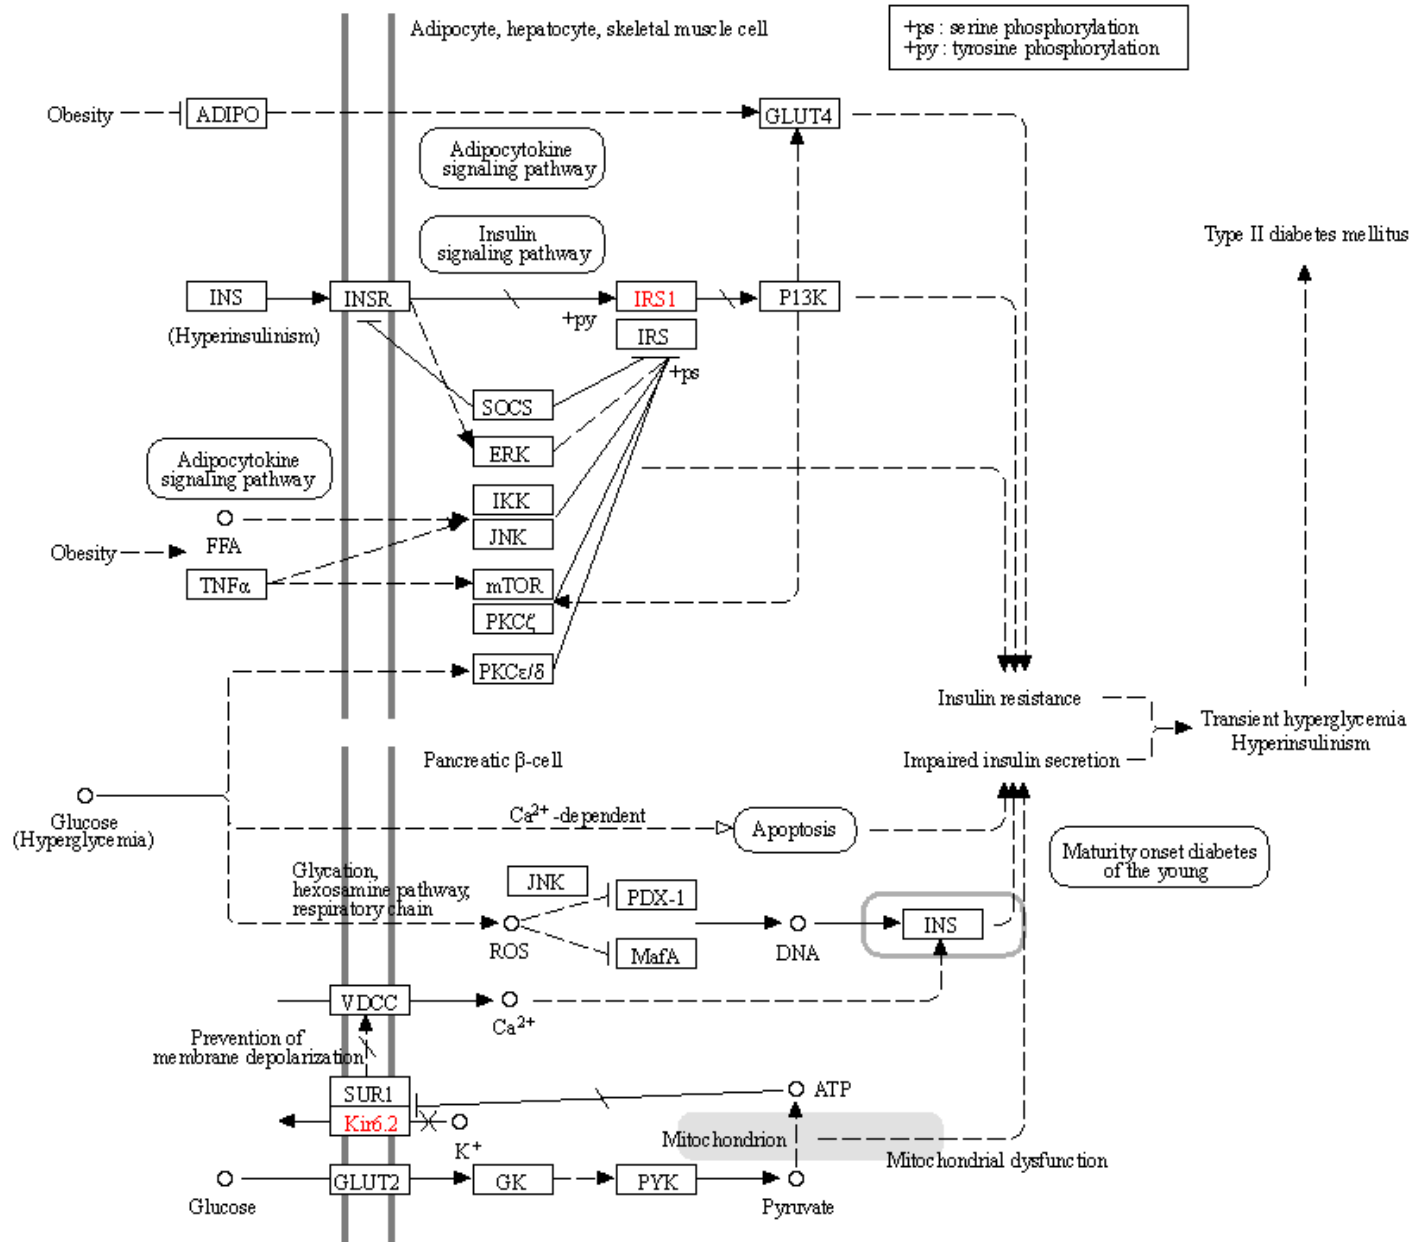 Adipocyte, hepatocyte, skeletal muscle cell
+ps : serine phosphorylation
+py : tyrosine phosphorylation
Obesity
ADIPO
GLUT4
Adipocytokine
signaling pathway
Insulin
signaling pathway
Type II diabetes mellitus
INS
INSR
IRS1
P13K
+py
(Hyperinsulinism)
IRS
+ps
SOCS
ERK
Adipocytokine
signaling pathway
IKK
JNK
FFA
Obesity
TNFα
mTOR
PKCζ
PKCε/δ
Insulin resistance
Transient hyperglycemia
Hyperinsulinism
Impaired insulin secretion
Pancreatic β-cell
Glucose
(Hyperglycemia)
Ca2+ -dependent
Apoptosis
Maturity onset diabetes
of the young
Glycation,
hexosamine pathway,
respiratory chain
JNK
PDX-1
ROS
MafA
DNA
INS
VDCC
Ca2+
Prevention of
membrane depolarization
SUR1
Kir6.2
K+
ATP
Mitochondrion
Mitochondrial dysfunction
Glucose
GLUT2
GK
PYK
Pyruvate